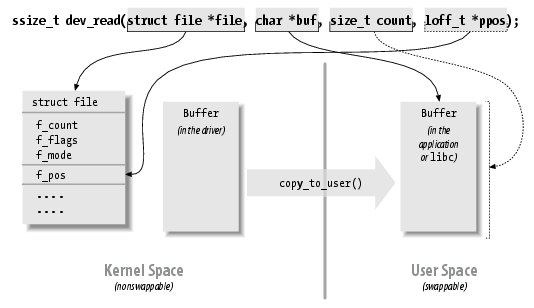 ssize_t dev_read(struct file *file, char *buf, size_t count, loff_t *ppos);
struct file
f_count
f_flags
f_mode
f_pos
....
....
Buffer
(in the driver)
copy_to_user()
Buffer
(in the
application
or libc)
Kernel Space
(nonswappable)
User Space
(swappable)